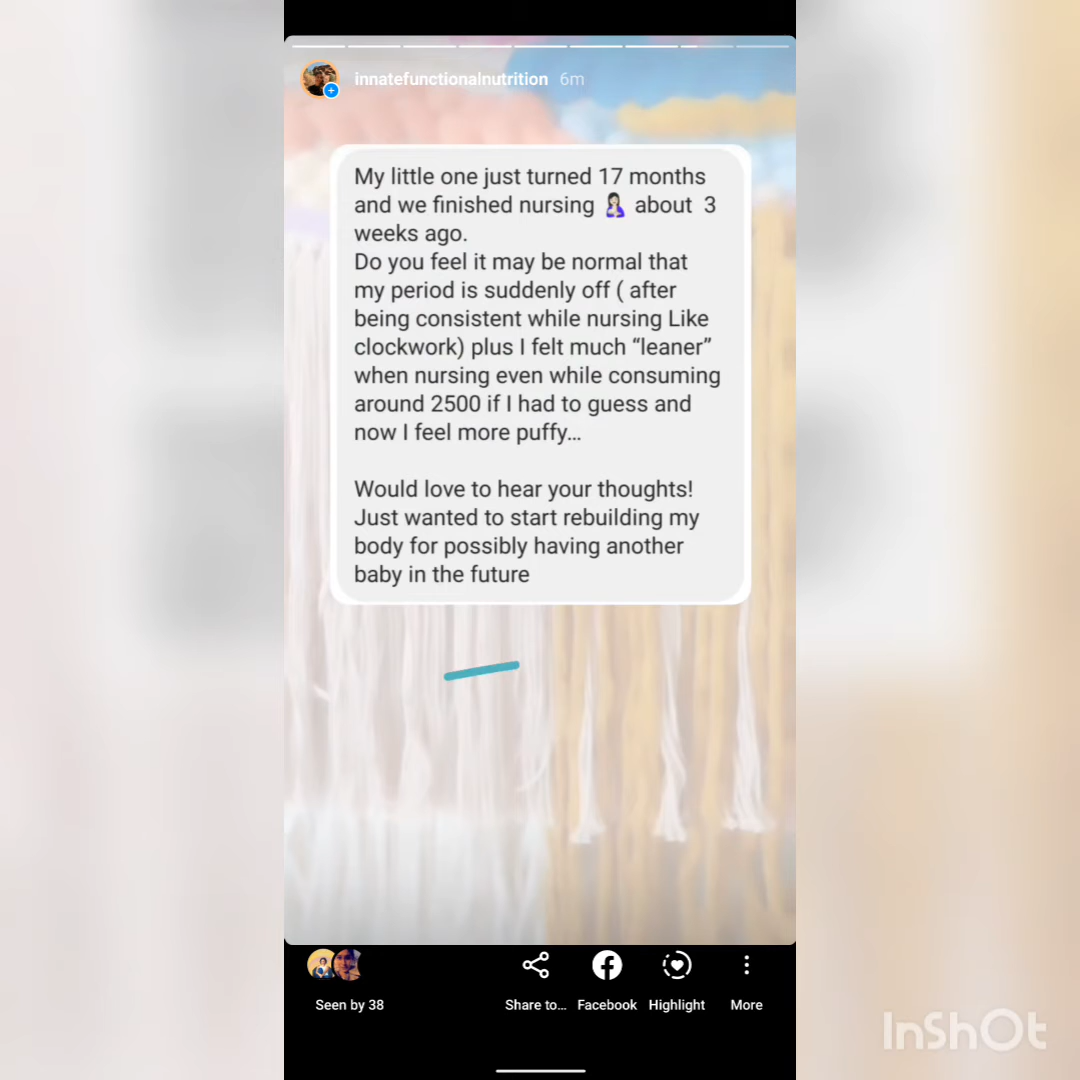 innatefunctionalnutrition 6m
My little one just turned 17 months
and we finished nursing 🤱🏻 about 3
weeks ago.
Do you feel it may be normal that
my period is suddenly off ( after
being consistent while nursing Like
clockwork) plus I felt much “leaner”
when nursing even while consuming
around 2500 if I had to guess and
now I feel more puffy…
Would love to hear your thoughts!
Just wanted to start rebuilding my
body for possibly having another
baby in the future
Seen by 38
Share to...
Facebook
Highlight
More
InShOt